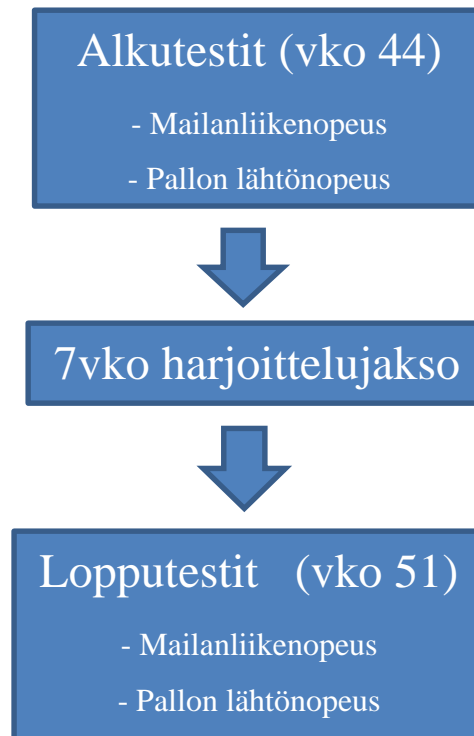 Alkutestit (vko 44)
- Mailanliikenopeus
- Pallon lähtönopeus
7vko harjoittelujakso
Lopputestit (vko 51)
- Mailanliikenopeus
- Pallon lähtönopeus